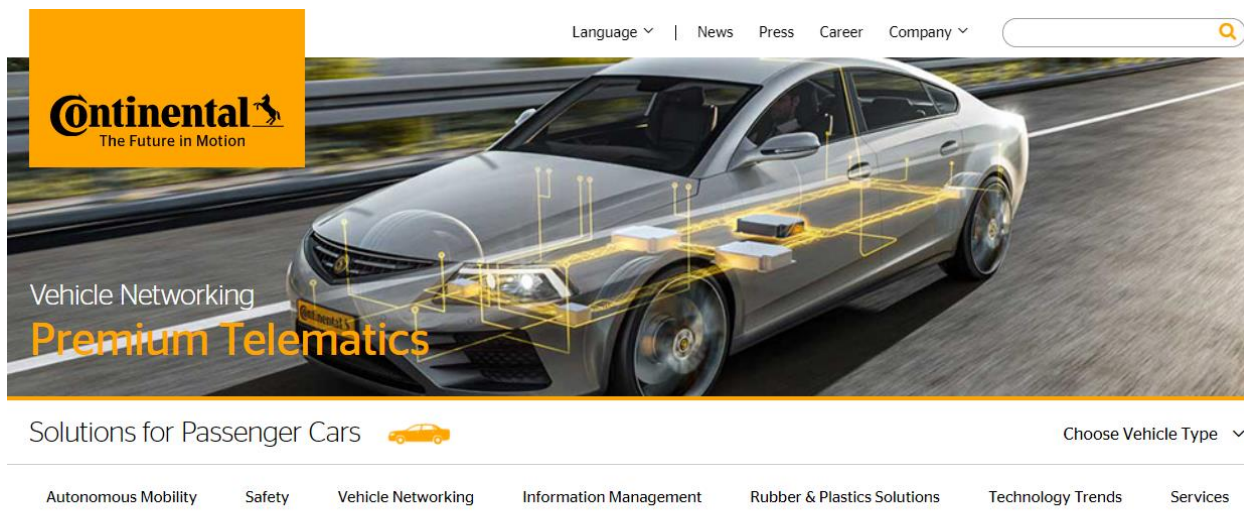 Language | News Press Career Company
Continental
The Future in Motion
Continental
Vehicle Networking
Premium Telematics
Solutions for Passenger Cars
Choose Vehicle Type
Autonomous Mobility Safety Vehicle Networking Information Management Rubber & Plastics Solutions Technology Trends Services